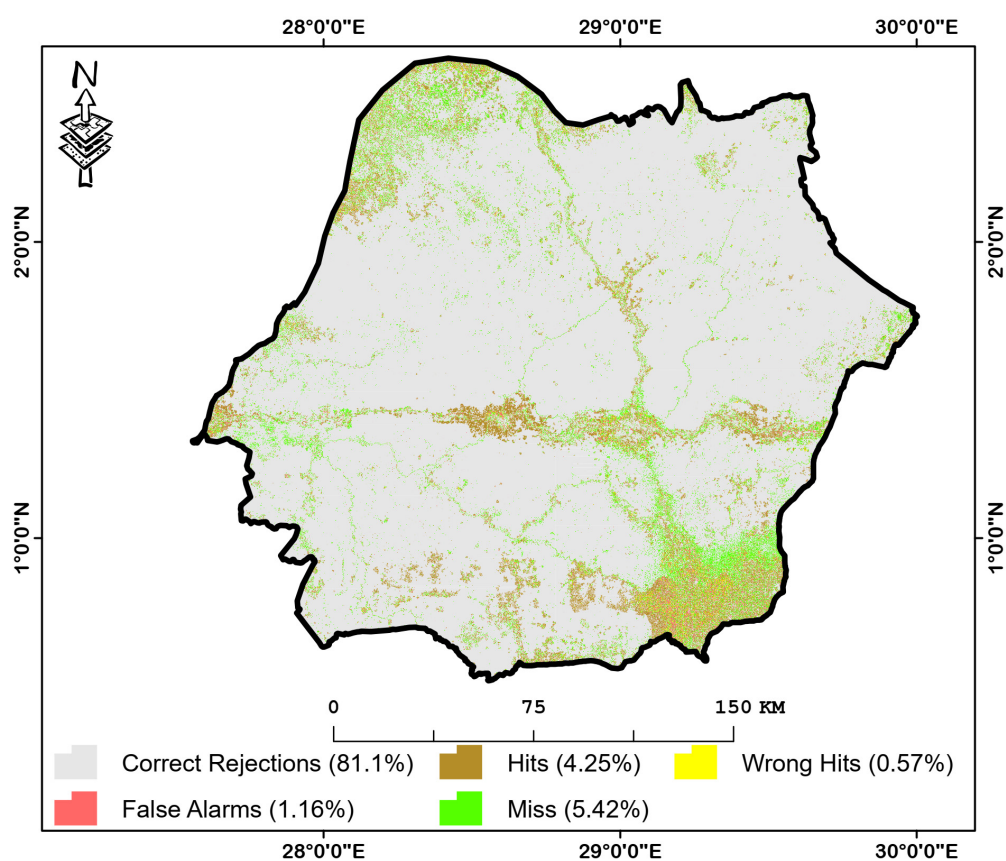 28°0'0"E 29°0'0"E 30°0'0"E
N
2°0'0"N 2°0'0"N
1°0'0"N 1°0'0"N
0 75 150 KM
Correct Rejections (81.1%) Hits (4.25%) Wrong Hits (0.57%)
False Alarms (1.16%) Miss (5.42%)
28°0'0"E 29°0'0"E 30°0'0"E